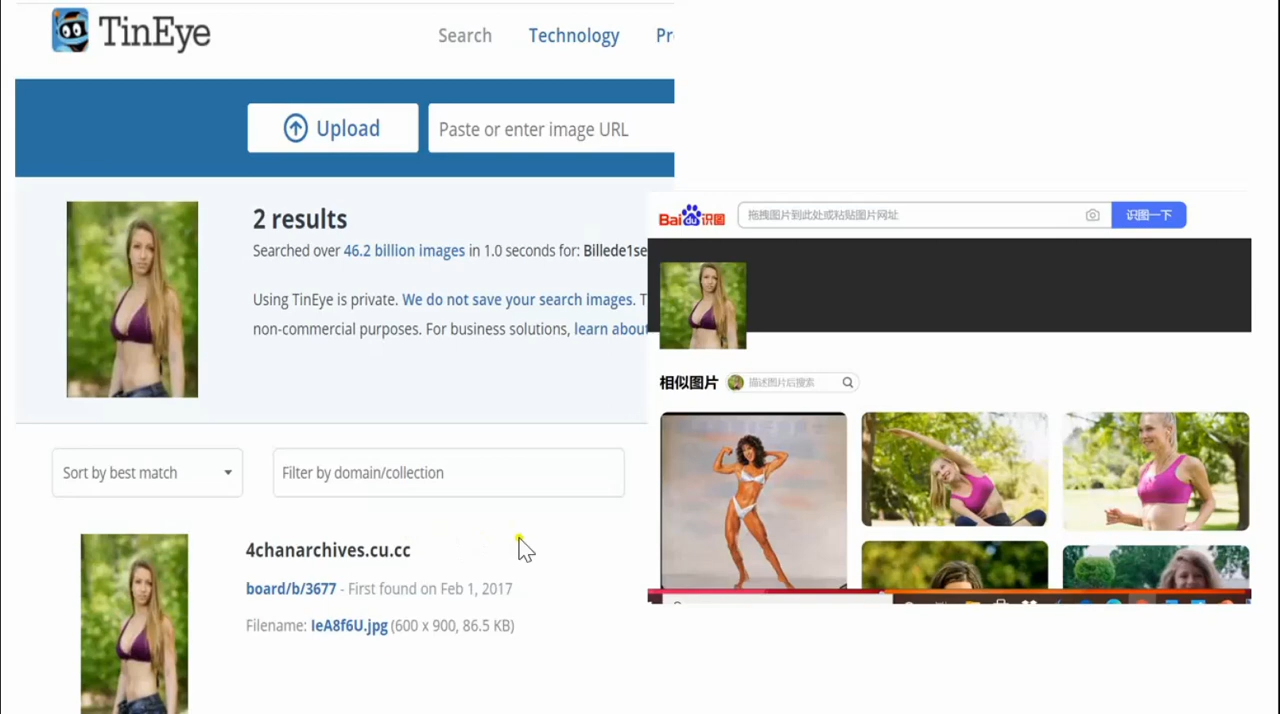 TinEye
Search Technology
Upload
Paste or enter image URL
2 results
Searched over 46.2 billion images in 1.0 seconds for: Billede1se
Using TinEye is private. We do not save your search images.
non-commercial purposes. For business solutions, learn about
Sort by best match
Filter by domain/collection
4chanarchives.cu.cc
board/b/3677 - First found on Feb 1, 2017
Filename: IeA8f6U.jpg (600 x 900, 86.5 KB)
Bai du 识图
拖拽图片到此处或粘贴图片网址
识图一下
相似图片
描述图片后搜索